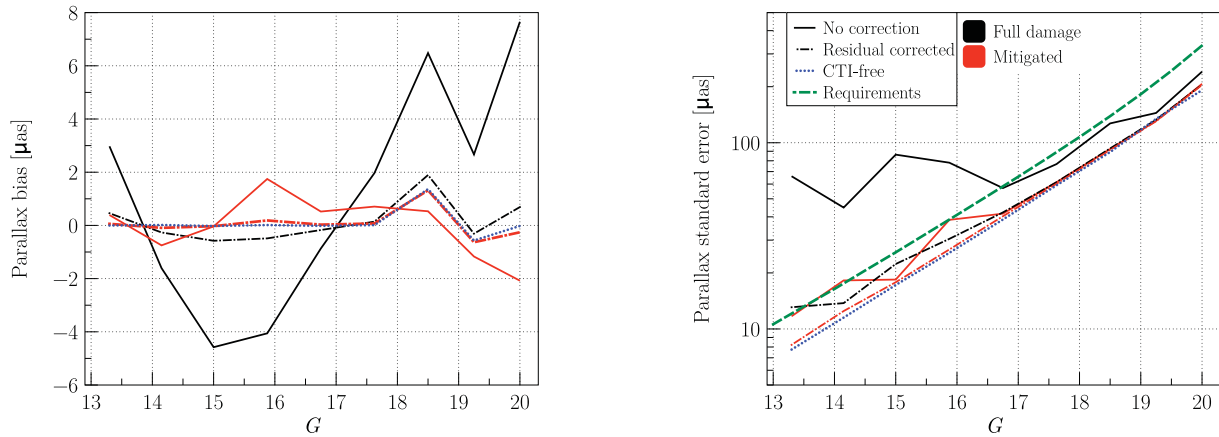 Parallax bias [μas]
8
6
4
2
0
−2
−4
−6
13 14 15 16 17 18 19 20
G
Parallax standard error [μas]
100
10
13 14 15 16 17 18 19 20
G
No correction
Residual corrected
CTI-free
Requirements
Full damage
Mitigated